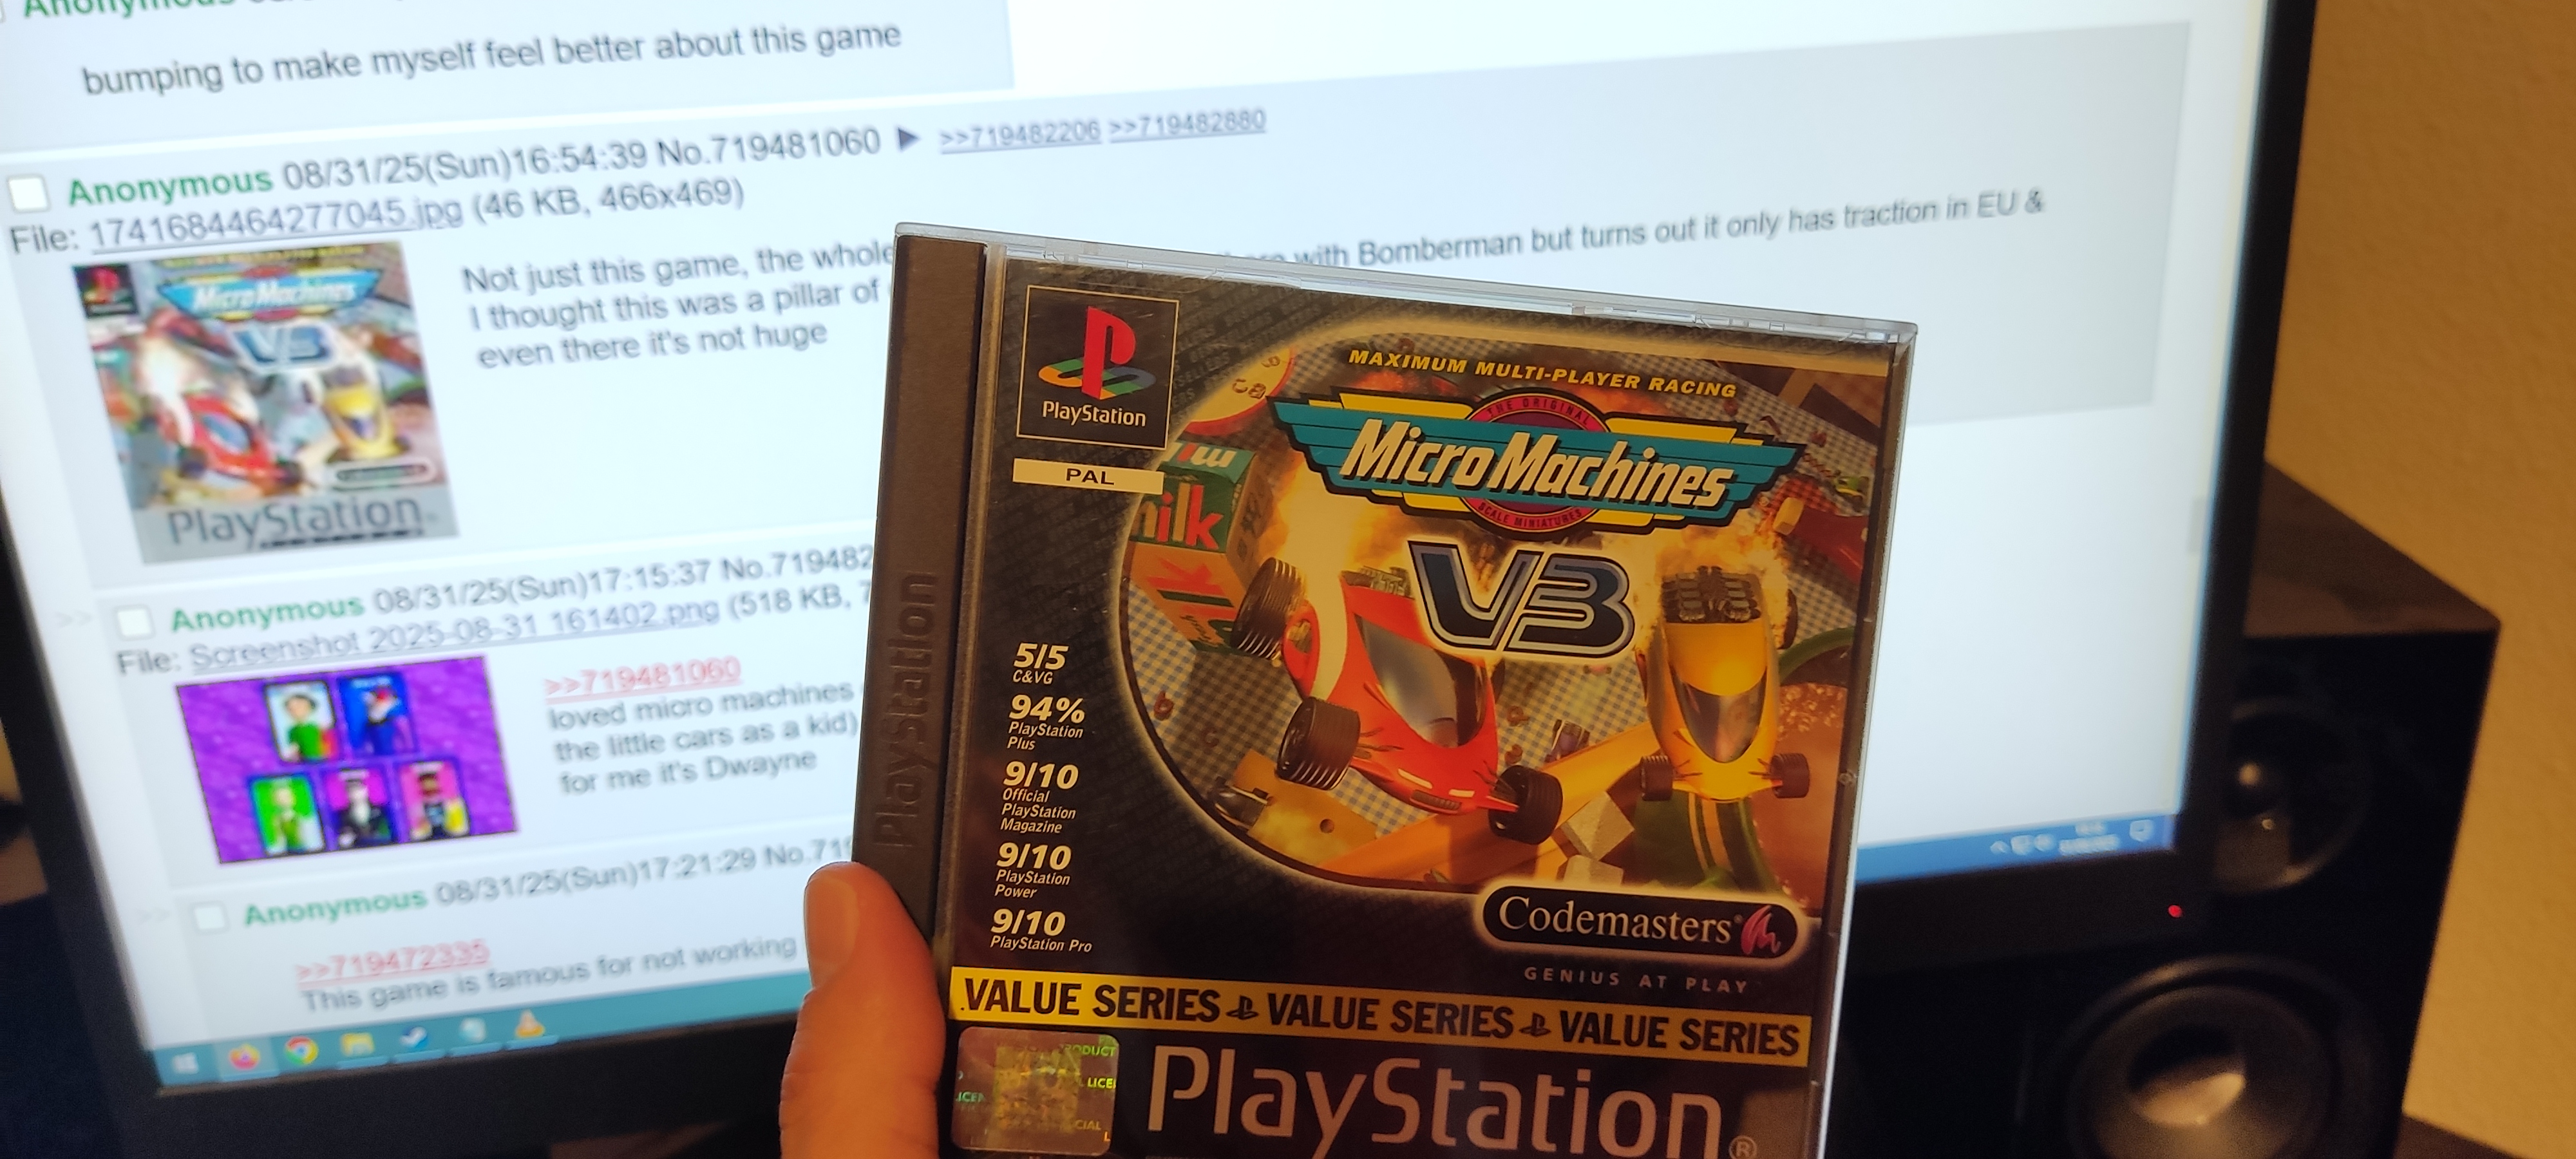 Anonymous
bumping to make myself feel better about this game
Anonymous 08/31/25(Sun)16:54:39 No.719481060 ▶ >>719482206 >>719482880
File: 1741684464277045.jpg (46 KB, 466x469)
Not just this game, the whole
with Bomberman but turns out it only has traction in EU &
I thought this was a pillar of
even there it's not huge
Micro Machines
V3
PlayStation
Anonymous 08/31/25(Sun)17:15:37 No.719482
File: Screenshot 2025-08-31 161402.png (518 KB, 7
>>719481060
loved micro machines
the little cars as a kid)
for me it's Dwayne
Anonymous 08/31/25(Sun)17:21:29 No.719
>>719472335
This game is famous for not working
PlayStation
PlayStation
PAL
MAXIMUM MULTI-PLAYER RACING
THE ORIGINAL
Micro Machines
SCALE MINIATURES
V3
milk
5/5
C&VG
94%
PlayStation
Plus
9/10
Official
PlayStation
Magazine
9/10
PlayStation
Power
9/10
PlayStation Pro
Codemasters
GENIUS AT PLAY
VALUE SERIES VALUE SERIES VALUE SERIES
PlayStation®